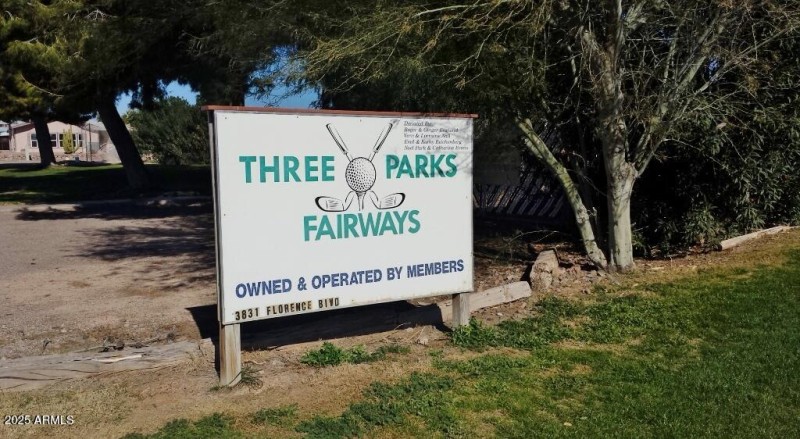 THREE PARKS
FAIRWAYS
OWNED & OPERATED BY MEMBERS
3831 FLORENCE BLVD
2025 ARMLS